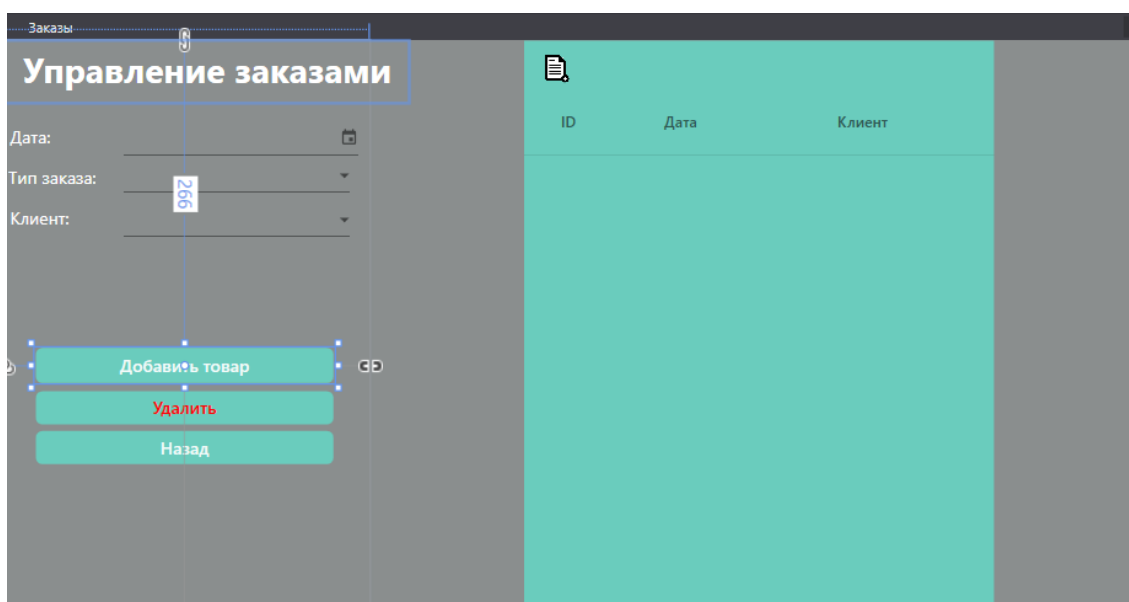 Заказы
Управление заказами
Дата:
Тип заказа:
266
Клиент:
Добавить товар
Удалить
Назад
ID Дата Клиент